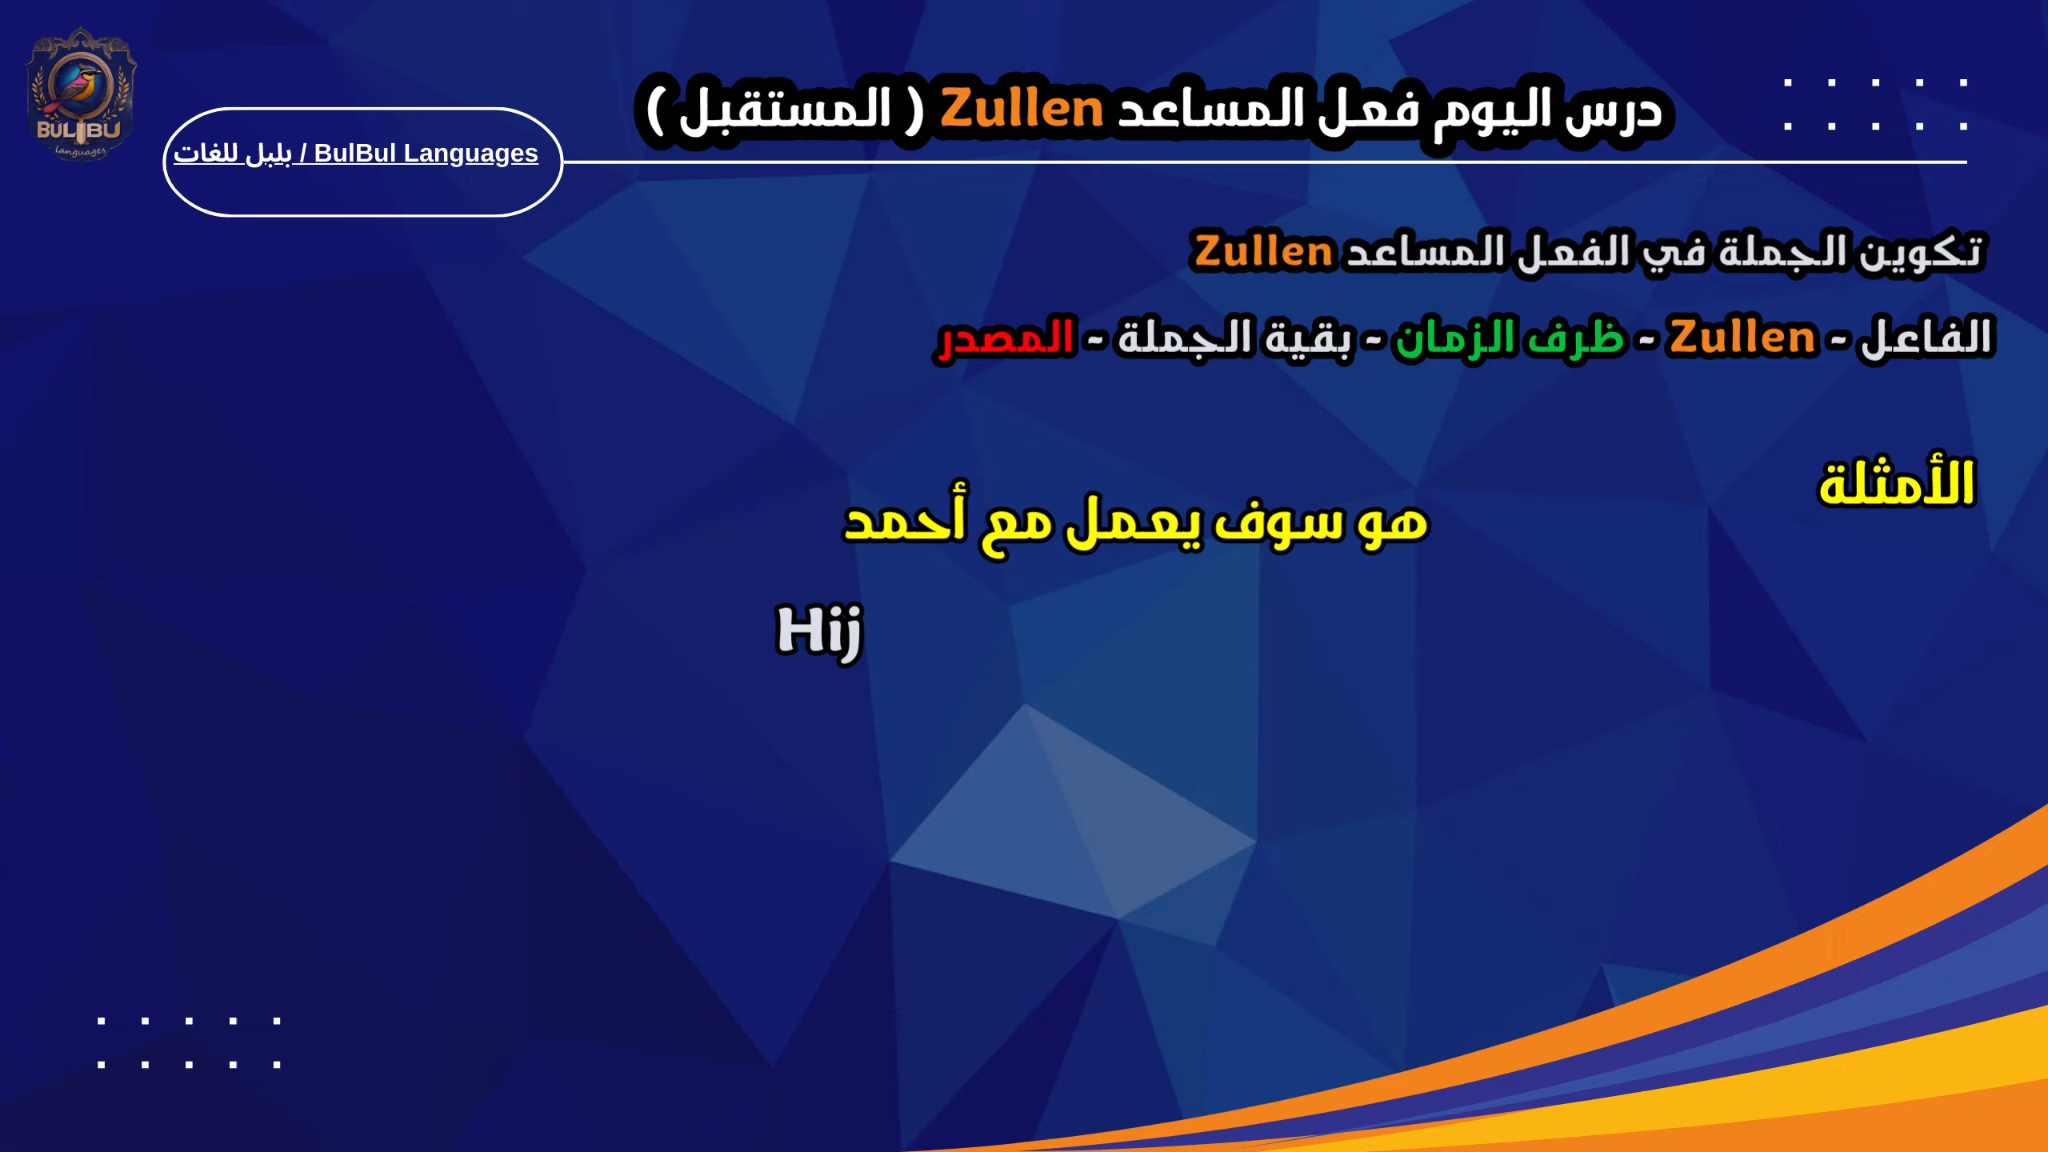 درس اليوم فعل المساعد Zullen ( المستقبل )
BULBU
Languages
BulBul Languages / بلبل للغات
تكوين الجملة في الفعل المساعد Zullen
الفاعل - Zullen - ظرف الزمان - بقية الجملة - المصدر
الأمثلة
هو سوف يعمل مع أحمد
Hij